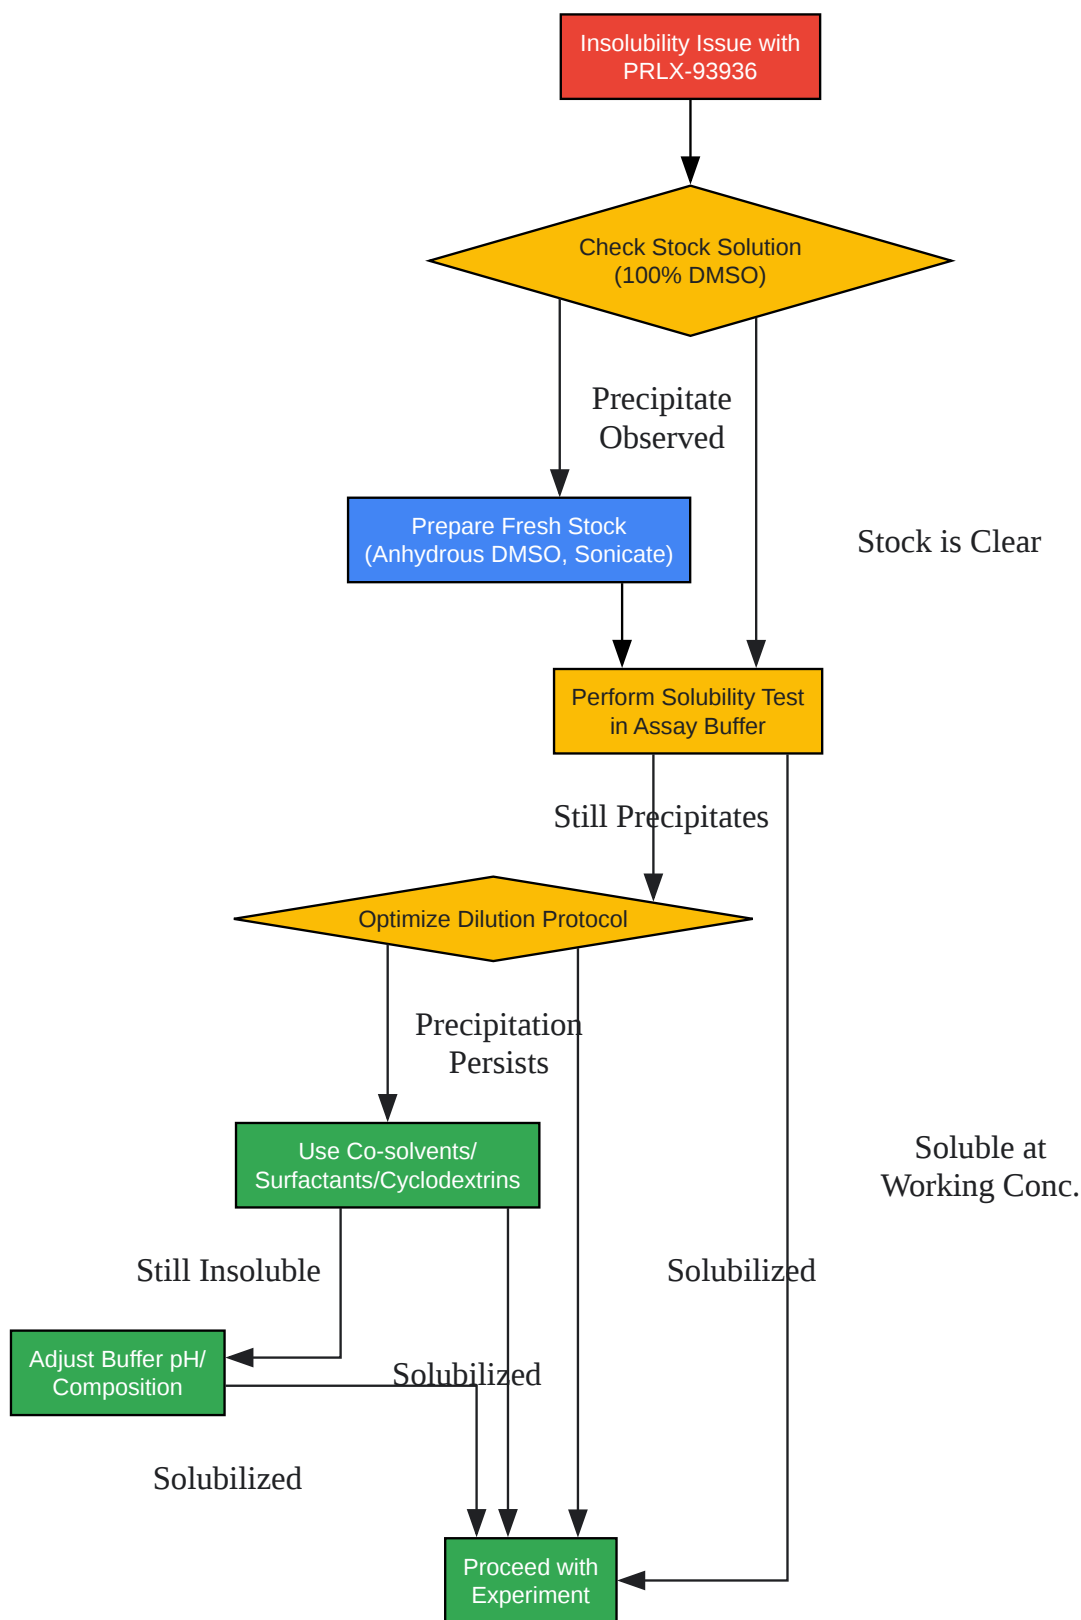 Insolubility Issue with
PRLX-93936
Check Stock Solution
(100% DMSO)
Precipitate
Observed
Prepare Fresh Stock
(Anhydrous DMSO, Sonicate)
Stock is Clear
Perform Solubility Test
in Assay Buffer
Still Precipitates
Optimize Dilution Protocol
Precipitation
Persists
Use Co-solvents/
Surfactants/Cyclodextrins
Soluble at
Working Conc.
Still Insoluble
Solubilized
Adjust Buffer pH/
Composition
Solubilized
Solubilized
Proceed with
Experiment